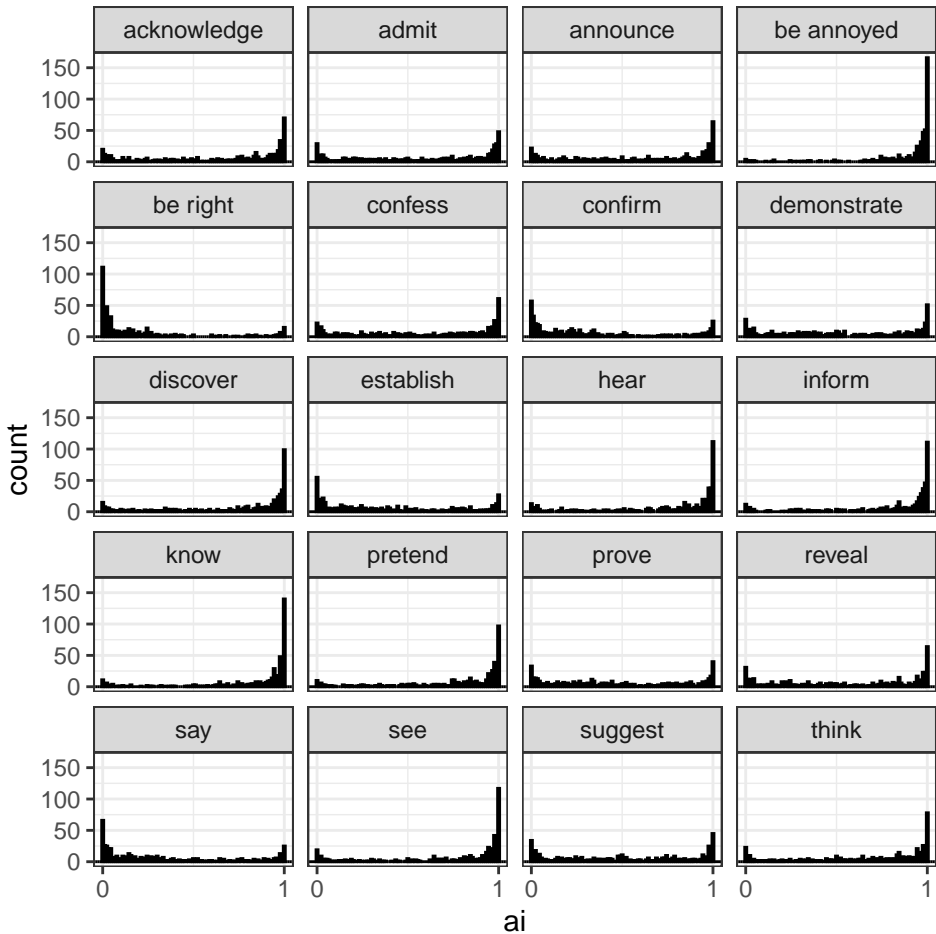 acknowledge admit announce be annoyed
150
100
50
0
be right confess confirm demonstrate
150
100
50
0
discover establish hear inform
150
100
50
0
know pretend prove reveal
150
100
50
0
say see suggest think
150
100
50
0
0 1 0 1 0 1 0 1
count
ai